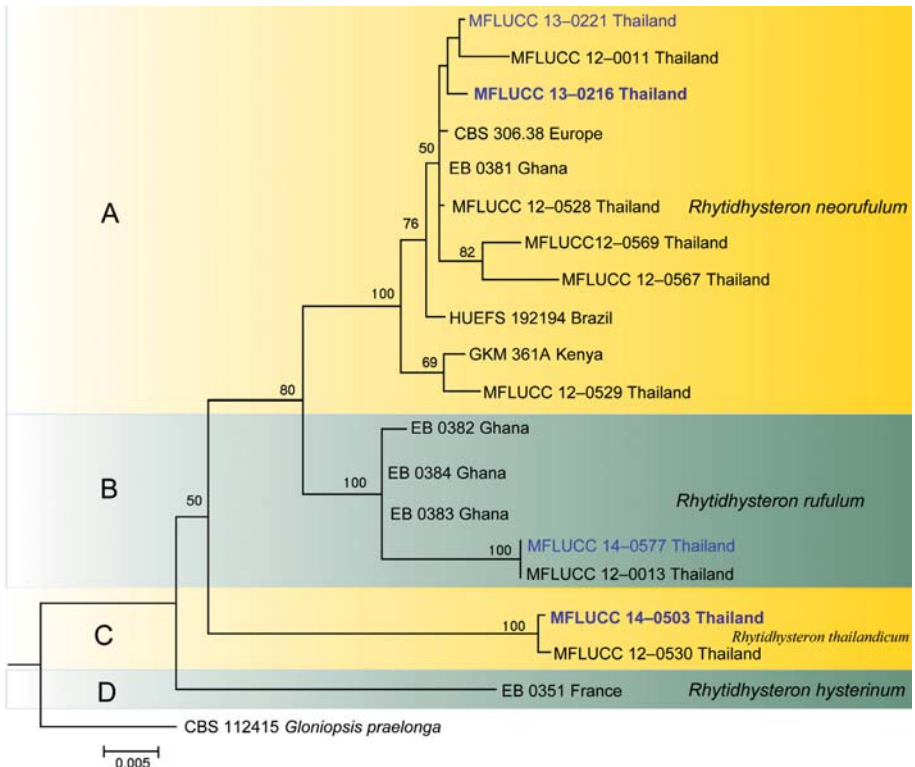 MFLUCC 13–0221 Thailand
MFLUCC 12–0011 Thailand
MFLUCC 13–0216 Thailand
CBS 306.38 Europe
50
EB 0381 Ghana
A
MFLUCC 12–0528 Thailand
Rhytidhysteron neorufulum
76
MFLUCC12–0569 Thailand
82
MFLUCC 12–0567 Thailand
100
HUEFS 192194 Brazil
GKM 361A Kenya
69
MFLUCC 12–0529 Thailand
80
EB 0382 Ghana
EB 0384 Ghana
B
100
Rhytidhysteron rufulum
50
EB 0383 Ghana
MFLUCC 14–0577 Thailand
100
MFLUCC 12–0013 Thailand
MFLUCC 14–0503 Thailand
C
100
Rhytidhysteron thailandicum
MFLUCC 12–0530 Thailand
D
EB 0351 France
Rhytidhysteron hysterinum
CBS 112415 Gloniopsis praelonga
0.005